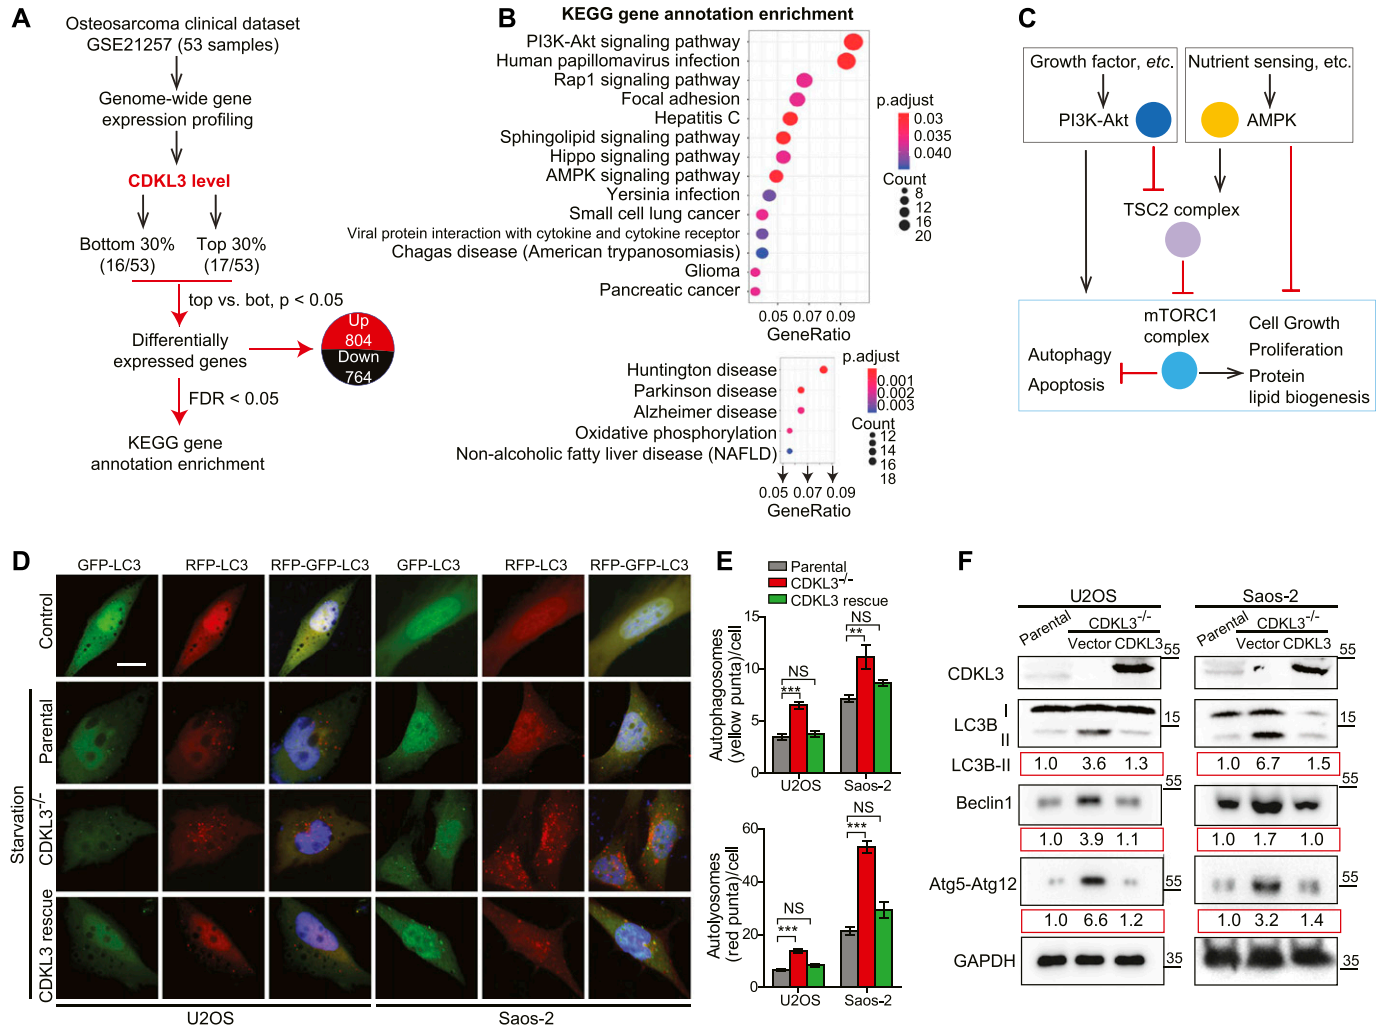 A
Osteosarcoma clinical dataset
GSE21257 (53 samples)
Genome-wide gene
expression profiling
CDKL3 level
Bottom 30%
(16/53)
Top 30%
(17/53)
top vs. bot, p < 0.05
Differentially
expressed genes
Up
804
Down
764
FDR < 0.05
KEGG gene
annotation enrichment
B
KEGG gene annotation enrichment
PI3K-Akt signaling pathway
Human papillomavirus infection
Rap1 signaling pathway
Focal adhesion
Hepatitis C
Sphingolipid signaling pathway
Hippo signaling pathway
AMPK signaling pathway
Yersinia infection
Small cell lung cancer
Viral protein interaction with cytokine and cytokine receptor
Chagas disease (American trypanosomiasis)
Glioma
Pancreatic cancer
0.05 0.07 0.09
GeneRatio
p.adjust
0.03
0.035
0.040
Count
8
12
16
20
Huntington disease
Parkinson disease
Alzheimer disease
Oxidative phosphorylation
Non-alcoholic fatty liver disease (NAFLD)
0.05 0.07 0.09
GeneRatio
p.adjust
0.001
0.002
0.003
Count
12
14
16
18
C
Growth factor, etc.
PI3K-Akt
Nutrient sensing, etc.
AMPK
TSC2 complex
mTORC1
complex
Autophagy
Apoptosis
Cell Growth
Proliferation
Protein
lipid biogenesis
D
GFP-LC3 RFP-LC3 RFP-GFP-LC3 GFP-LC3 RFP-LC3 RFP-GFP-LC3
Control
Starvation
Parental
CDKL3-/-
CDKL3 rescue
U2OS
Saos-2
E
Parental
CDKL3-/-
CDKL3 rescue
Autophagosomes
(yellow punta)/cell
15
10
5
0
NS
***
NS
**
U2OS Saos-2
Autolyosomes
(red punta)/cell
60
40
20
0
NS
***
NS
***
U2OS Saos-2
F
U2OS Saos-2
Parental
CDKL3-/-
Vector CDKL3
Parental
CDKL3-/-
Vector CDKL3
CDKL3
55
55
LC3B
I
II
15
15
LC3B-II
1.0 3.6 1.3
1.0 6.7 1.5
Beclin1
55
55
1.0 3.9 1.1
1.0 1.7 1.0
Atg5-Atg12
55
55
1.0 6.6 1.2
1.0 3.2 1.4
GAPDH
35
35